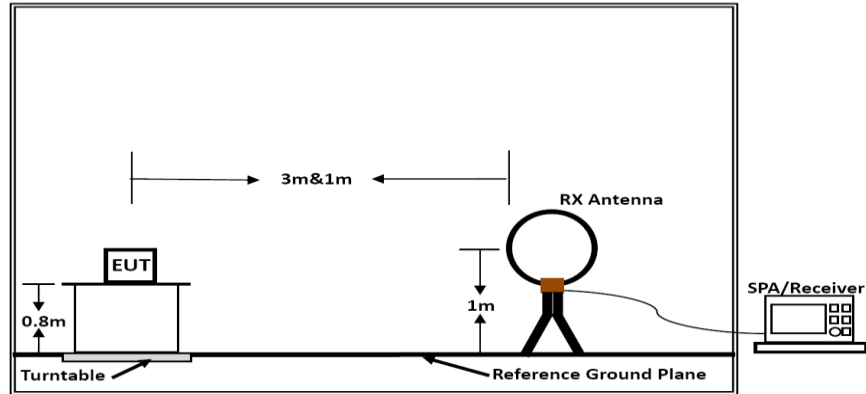 3m&1m
RX Antenna
EUT
SPA/Receiver
0.8m
1m
Turntable
Reference Ground Plane